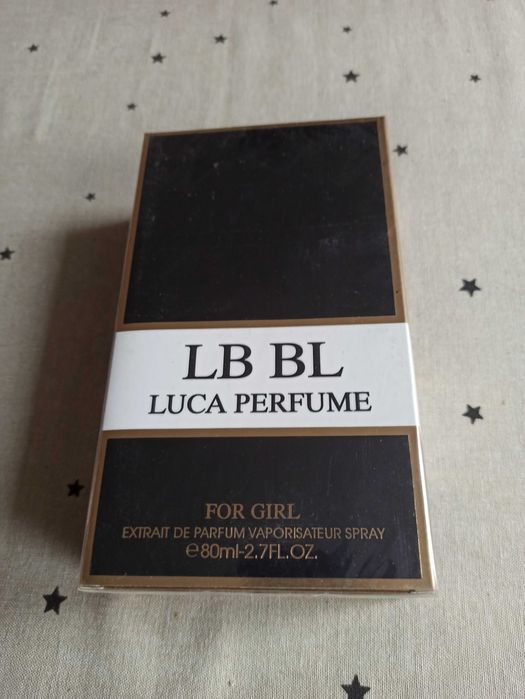 LB BL
LUCA PERFUME
FOR GIRL
EXTRAIT DE PARFUM VAPORISATEUR SPRAY
℮80ml-2.7FL.OZ.